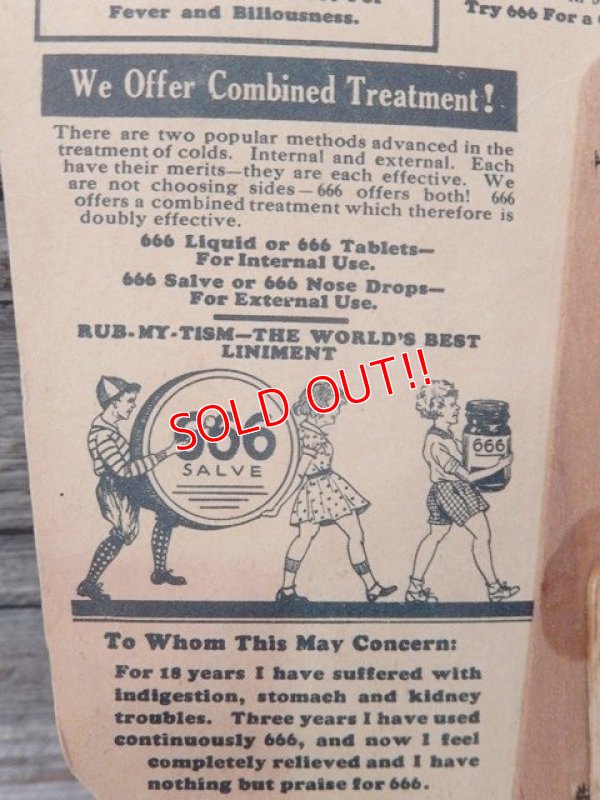 Fever and Biliousness.
Try 666 For a
We Offer Combined Treatment!
There are two popular methods advanced in the
treatment of colds. Internal and external. Each
have their merits—they are each effective. We
are not choosing sides—666 offers both! 666
offers a combined treatment which therefore is
doubly effective.
666 Liquid or 666 Tablets—
For Internal Use.
666 Salve or 666 Nose Drops—
For External Use.
RUB-MY-TISM—THE WORLD'S BEST
LINIMENT
SOLD OUT!!
666
SALVE
666
To Whom This May Concern:
For 18 years I have suffered with
indigestion, stomach and kidney
troubles. Three years I have used
continuously 666, and now I feel
completely relieved and I have
nothing but praise for 666.